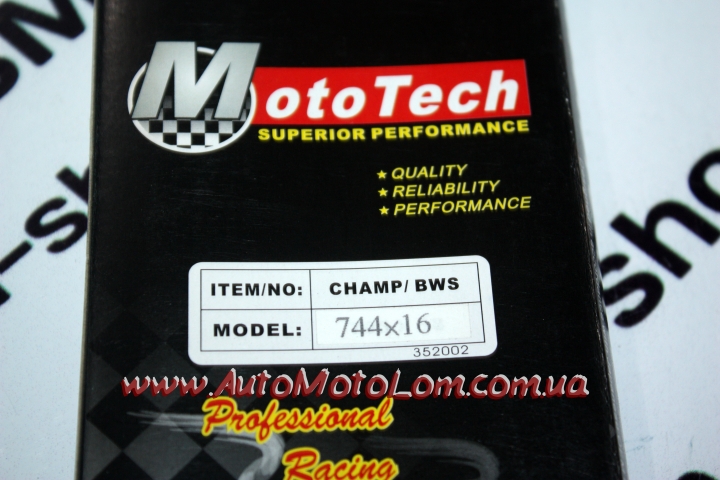 MotoTech
SUPERIOR PERFORMANCE
★ QUALITY
★ RELIABILITY
★ PERFORMANCE
ITEM/NO: CHAMP/ BWS
MODEL: 744x16
352002
www.AutoMotoLom.com.ua
Professional
Racing